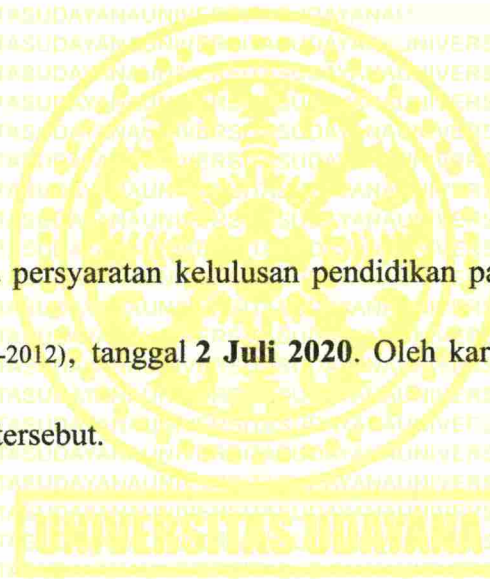 persyaratan kelulusan pendidikan pa
-2012), tanggal 2 Juli 2020. Oleh kar
tersebut.
UNIVERSITAS UDAYANA